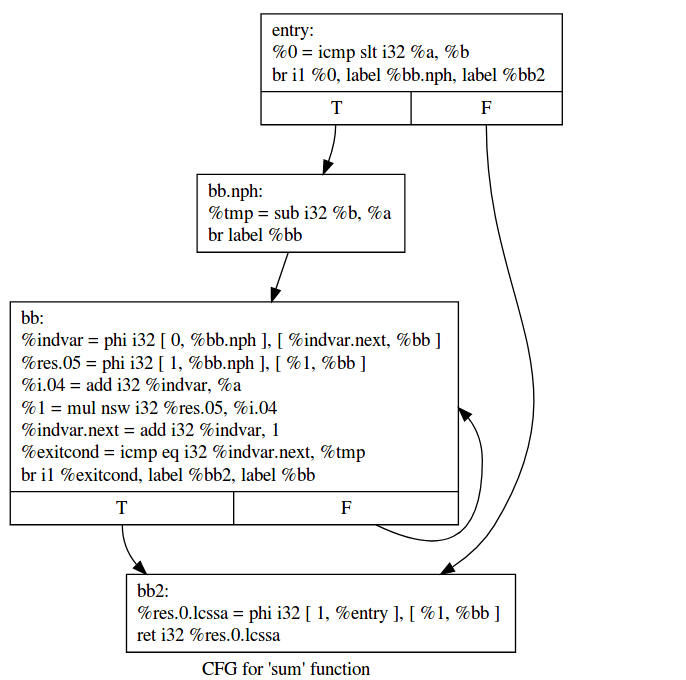 entry:
%0 = icmp slt i32 %a, %b
br i1 %0, label %bb.nph, label %bb2
T F
bb.nph:
%tmp = sub i32 %b, %a
br label %bb
bb:
%indvar = phi i32 [ 0, %bb.nph ], [ %indvar.next, %bb ]
%res.05 = phi i32 [ 1, %bb.nph ], [ %1, %bb ]
%i.04 = add i32 %indvar, %a
%1 = mul nsw i32 %res.05, %i.04
%indvar.next = add i32 %indvar, 1
%exitcond = icmp eq i32 %indvar.next, %tmp
br i1 %exitcond, label %bb2, label %bb
T F
bb2:
%res.0.lcssa = phi i32 [ 1, %entry ], [ %1, %bb ]
ret i32 %res.0.lcssa
CFG for 'sum' function